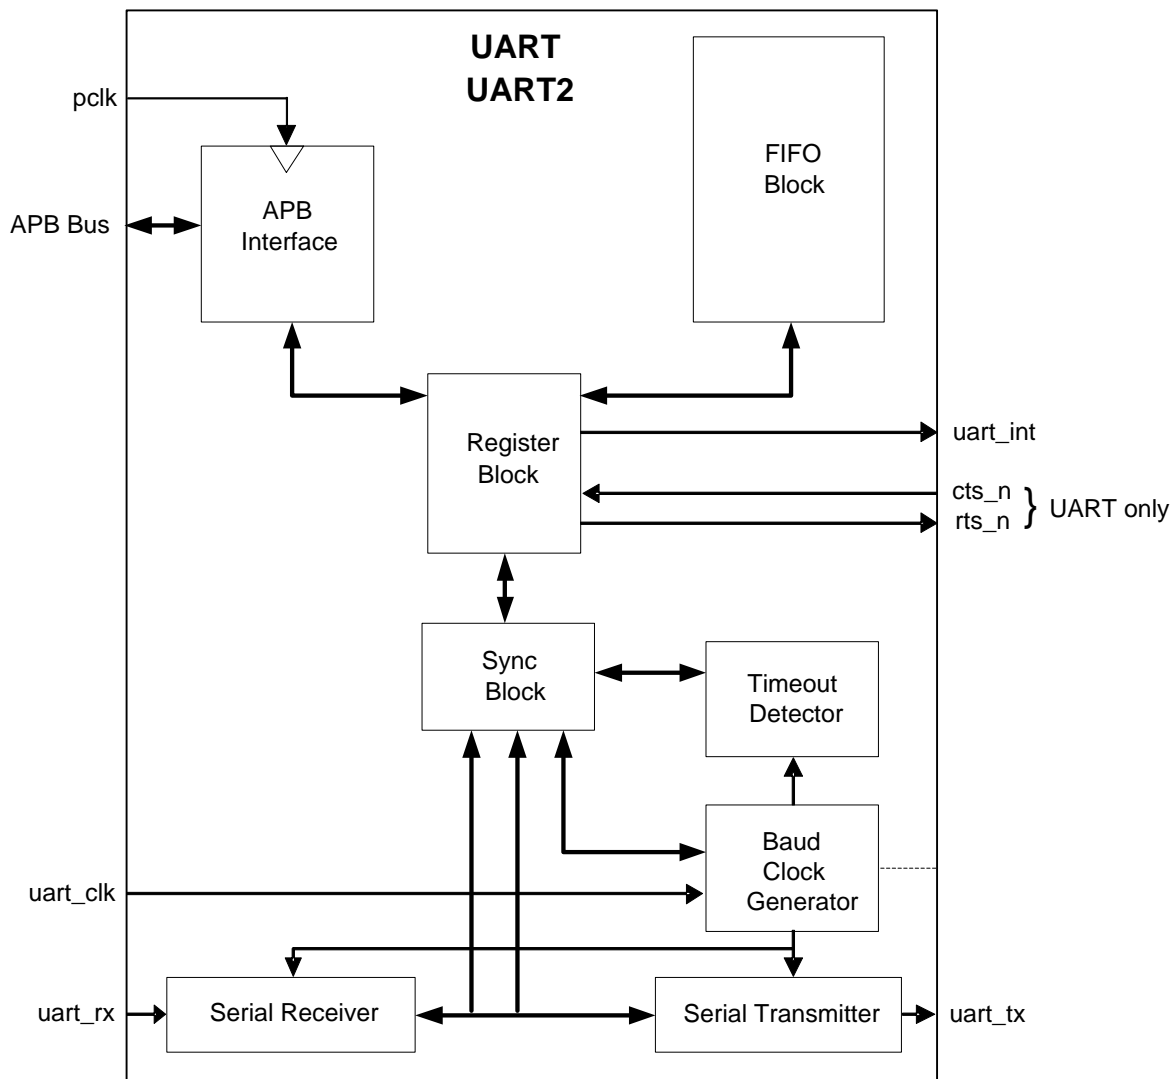 UART
UART2
pclk
FIFO
Block
APB Bus
APB
Interface
Register
Block
uart_int
cts_n
rts_n
} UART only
Sync
Block
Timeout
Detector
Baud
Clock
Generator
uart_clk
uart_rx
Serial Receiver
Serial Transmitter
uart_tx